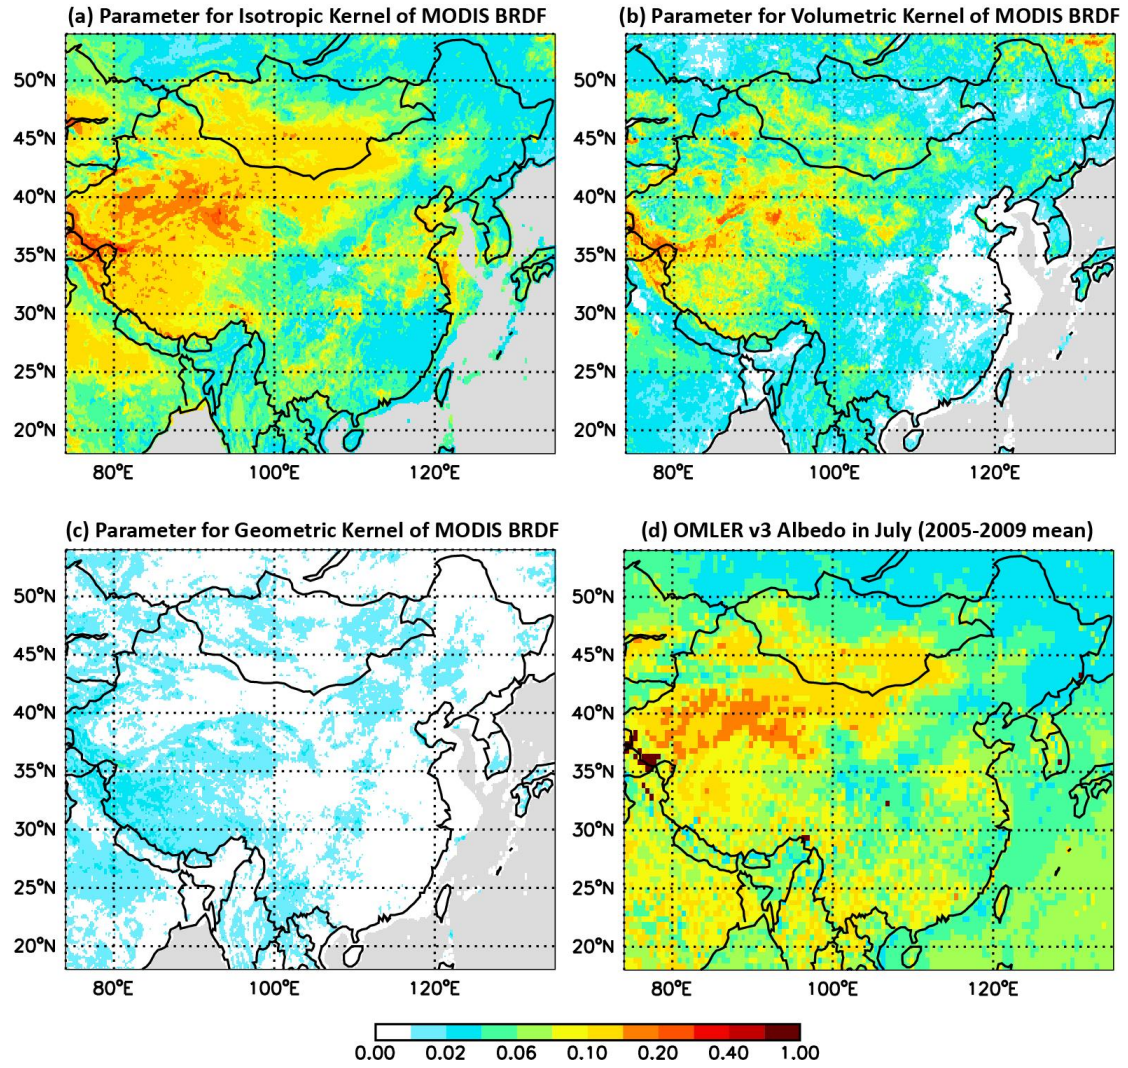 (a) Parameter for Isotropic Kernel of MODIS BRDF
(b) Parameter for Volumetric Kernel of MODIS BRDF
50°N
45°N
40°N
35°N
30°N
25°N
20°N
80°E 100°E 120°E
50°N
45°N
40°N
35°N
30°N
25°N
20°N
80°E 100°E 120°E
(c) Parameter for Geometric Kernel of MODIS BRDF
(d) OMLER v3 Albedo in July (2005-2009 mean)
50°N
45°N
40°N
35°N
30°N
25°N
20°N
80°E 100°E 120°E
50°N
45°N
40°N
35°N
30°N
25°N
20°N
80°E 100°E 120°E
0.00 0.02 0.06 0.10 0.20 0.40 1.00